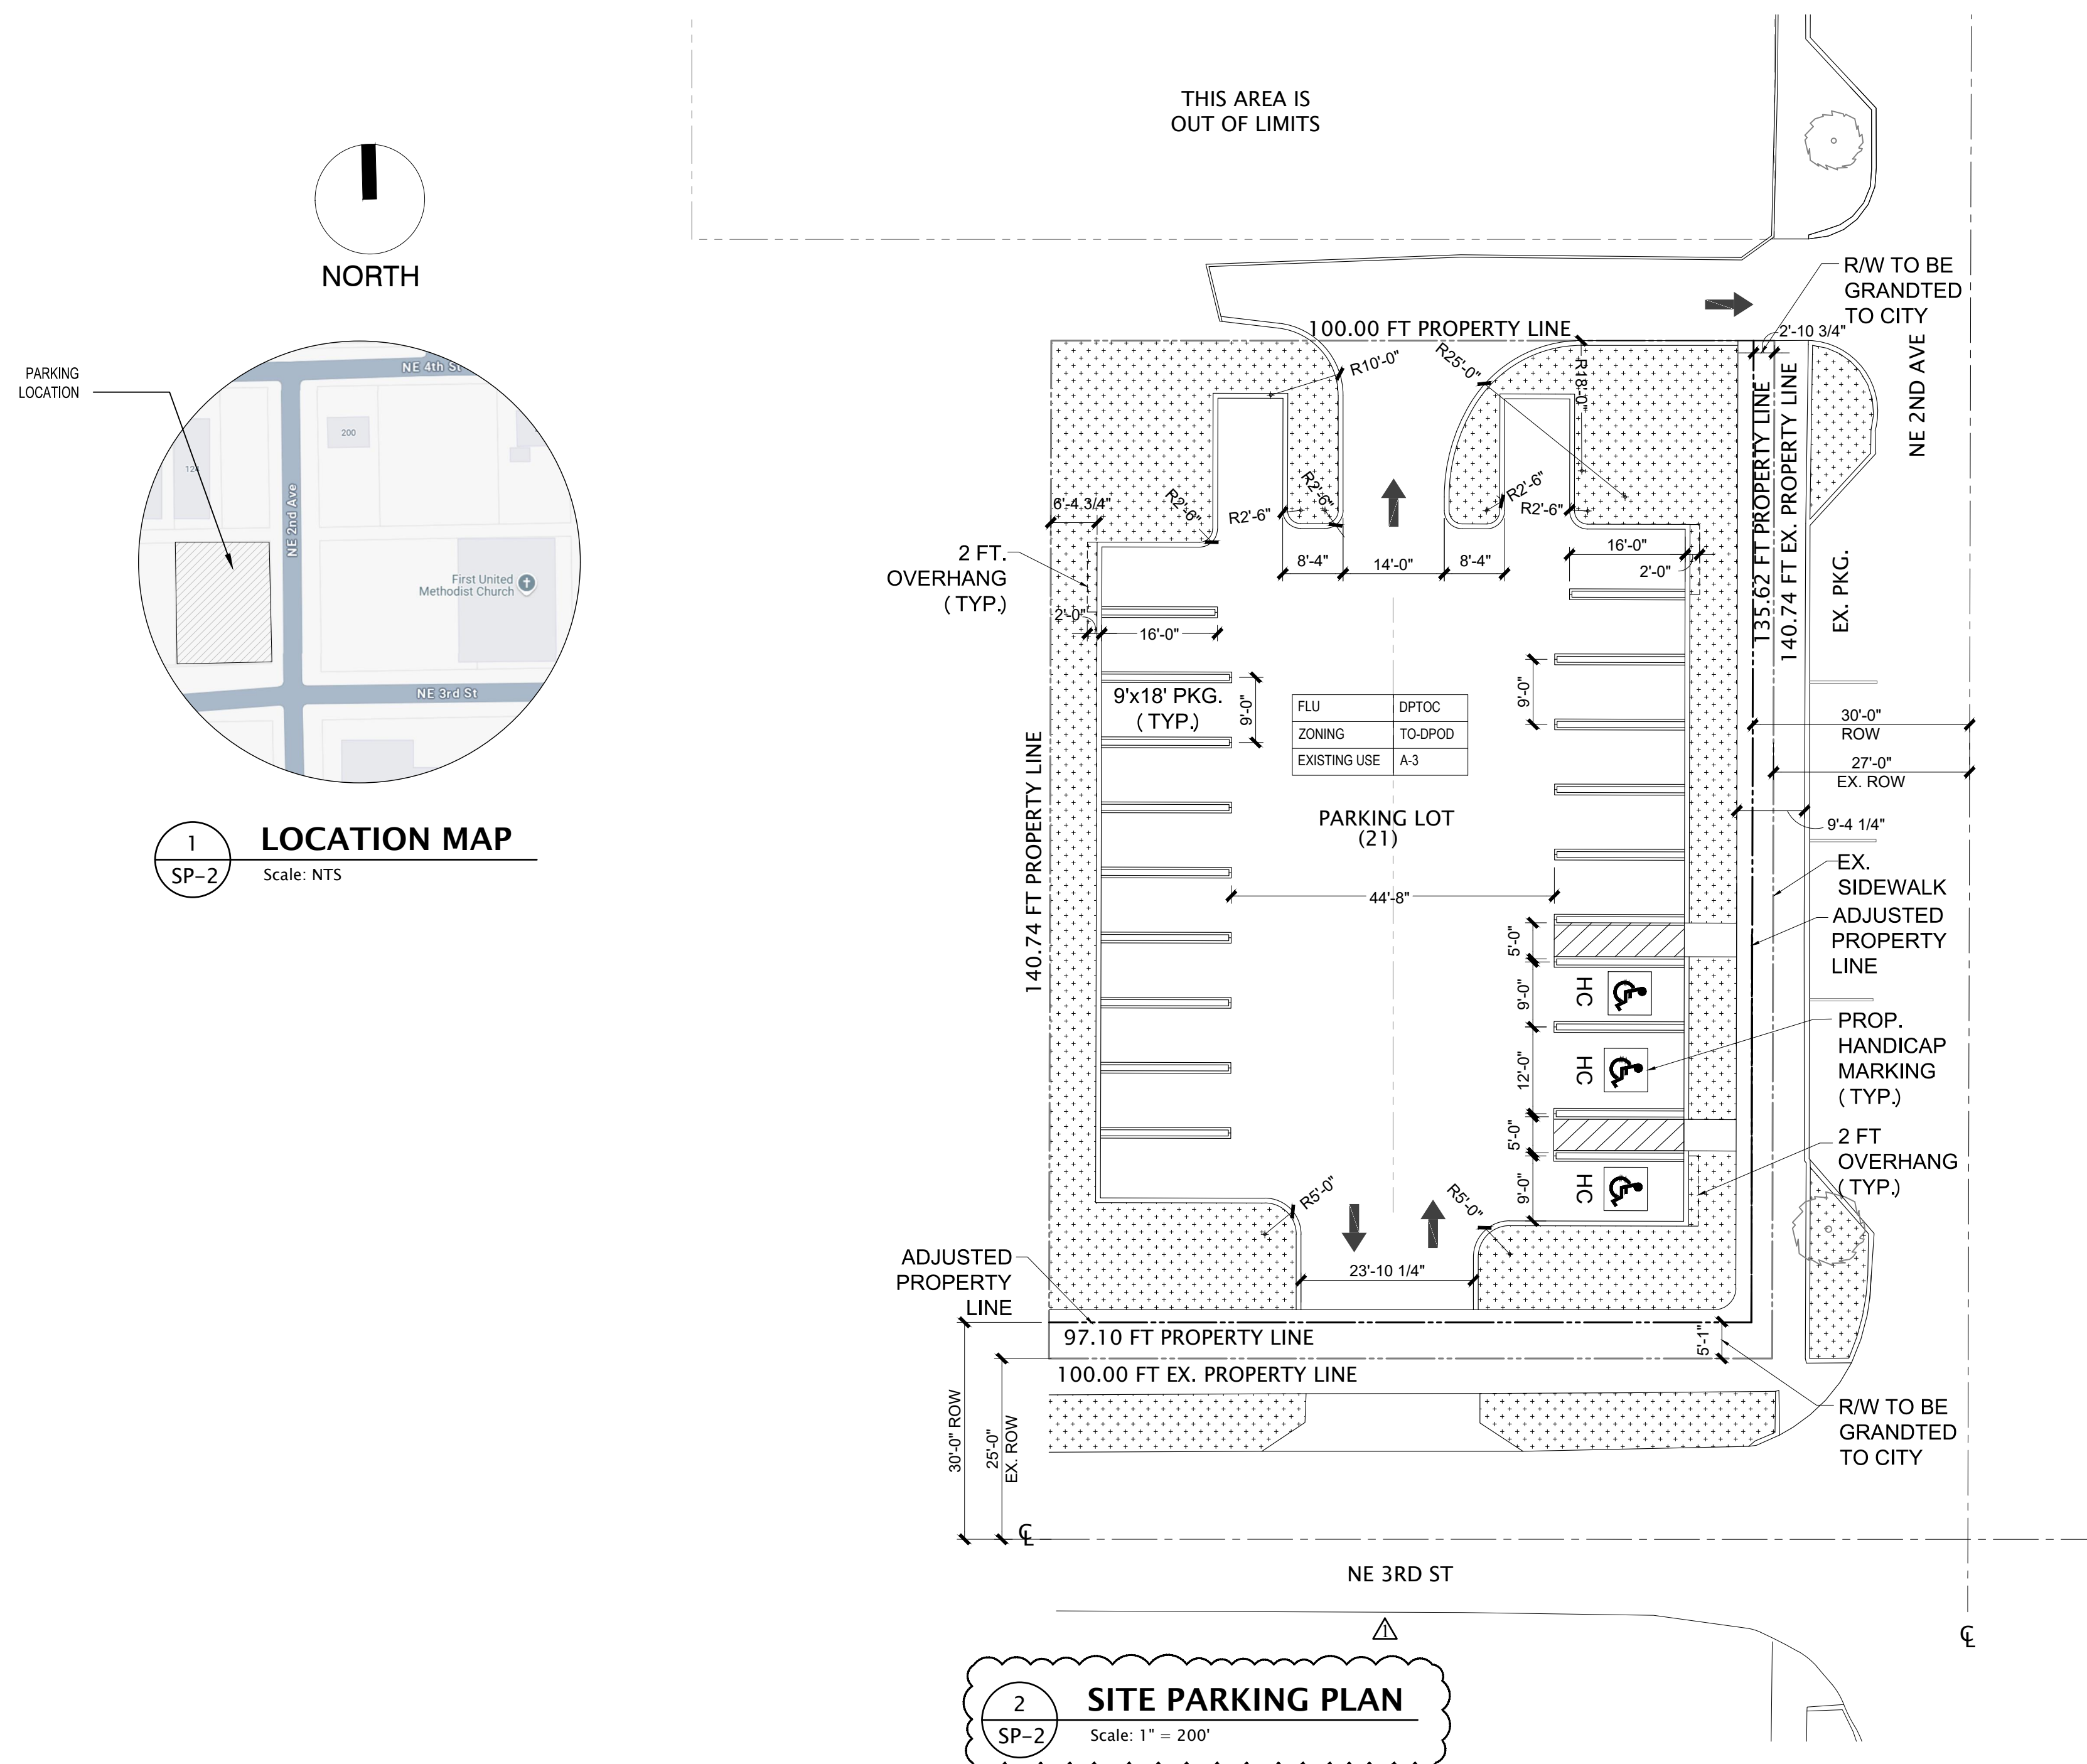 THIS AREA IS
OUT OF LIMITS
NORTH
PARKING
LOCATION
NE 4th St
200
124
NE 2nd Ave
First United
Methodist Church
NE 3rd St
1
SP-2
LOCATION MAP
Scale: NTS
R/W TO BE
GRANDTED
TO CITY
2'-10 3/4"
100.00 FT PROPERTY LINE
R10'-0"
R25'-0"
R18'-0"
135.62 FT PROPERTY LINE
140.74 FT EX. PROPERTY LINE
NE 2ND AVE
6'-4 3/4"
R2'-6"
R2'-6"
R2'-6"
R2'-6"
R2'-6"
2 FT.
OVERHANG
( TYP.)
8'-4"
14'-0"
8'-4"
16'-0"
2'-0"
EX. PKG.
2'-0"
16'-0"
9'x18' PKG.
( TYP.)
9'-0"
9'-0"
FLU
DPTOC
ZONING
TO-DPOD
EXISTING USE
A-3
30'-0"
ROW
27'-0"
EX. ROW
140.74 FT PROPERTY LINE
PARKING LOT
(21)
9'-4 1/4"
44'-8"
EX.
SIDEWALK
ADJUSTED
PROPERTY
LINE
5'-0"
9'-0"
HC
12'-0"
HC
PROP.
HANDICAP
MARKING
( TYP.)
5'-0"
9'-0"
HC
2 FT
OVERHANG
( TYP.)
R5'-0"
R5'-0"
23'-10 1/4"
ADJUSTED
PROPERTY
LINE
97.10 FT PROPERTY LINE
5'-1"
100.00 FT EX. PROPERTY LINE
30'-0" ROW
25'-0"
EX. ROW
R/W TO BE
GRANDTED
TO CITY
CL
NE 3RD ST
1
CL
2
SP-2
SITE PARKING PLAN
Scale: 1" = 200'